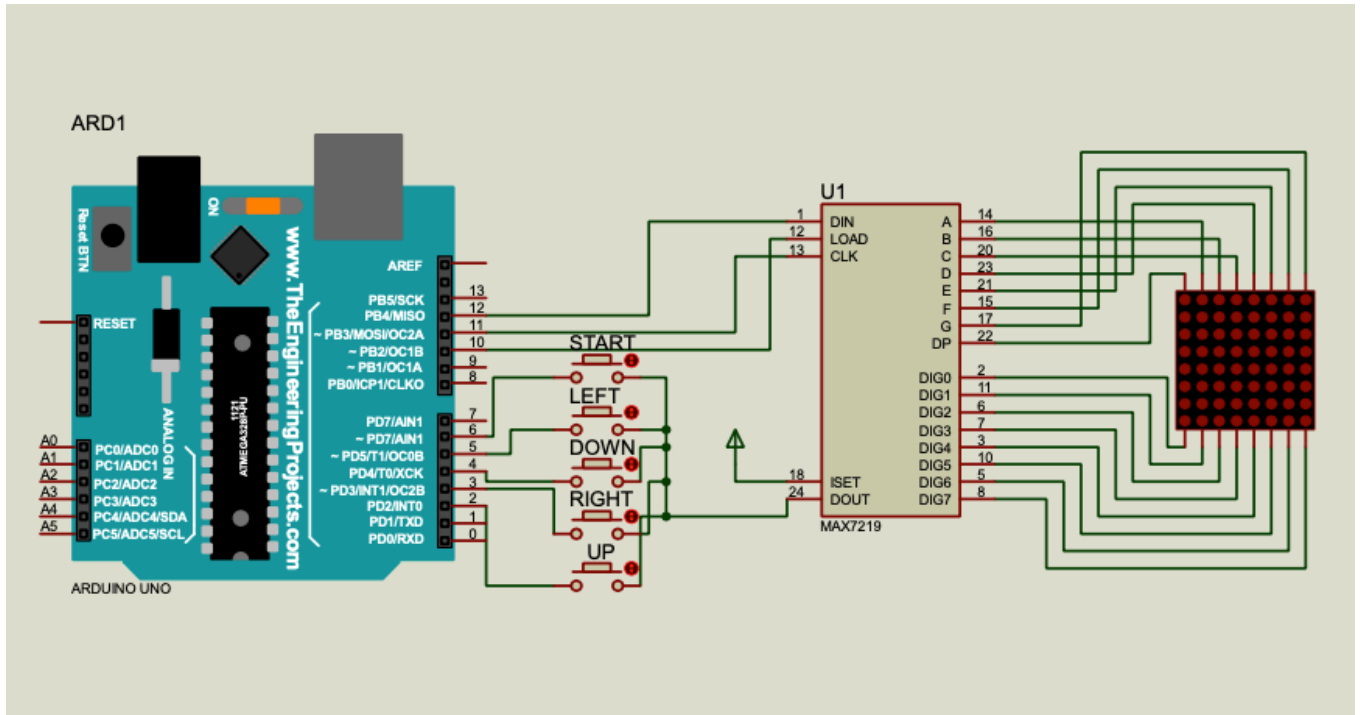 ARD1
Reset BTN
ON
www.TheEngineeringProjects.com
ANALOG IN
1121
ATMEGA328P-PU
RESET
A0 PC0/ADC0
A1 PC1/ADC1
A2 PC2/ADC2
A3 PC3/ADC3
A4 PC4/ADC4/SDA
A5 PC5/ADC5/SCL
AREF
PB5/SCK 13
PB4/MISO 12
~ PB3/MOSI/OC2A 11
~ PB2/OC1B 10
~ PB1/OC1A 9
PB0/ICP1/CLKO 8
PD7/AIN1 7
~ PD7/AIN1 6
~ PD5/T1/OC0B 5
PD4/T0/XCK 4
~ PD3/INT1/OC2B 3
PD2/INT0 2
PD1/TXD 1
PD0/RXD 0
ARDUINO UNO
START
LEFT
DOWN
RIGHT
UP
U1
1 DIN
12 LOAD
13 CLK
18 ISET
24 DOUT
A 14
B 16
C 20
D 23
E 21
F 15
G 17
DP 22
DIG0 2
DIG1 11
DIG2 6
DIG3 7
DIG4 3
DIG5 10
DIG6 5
DIG7 8
MAX7219